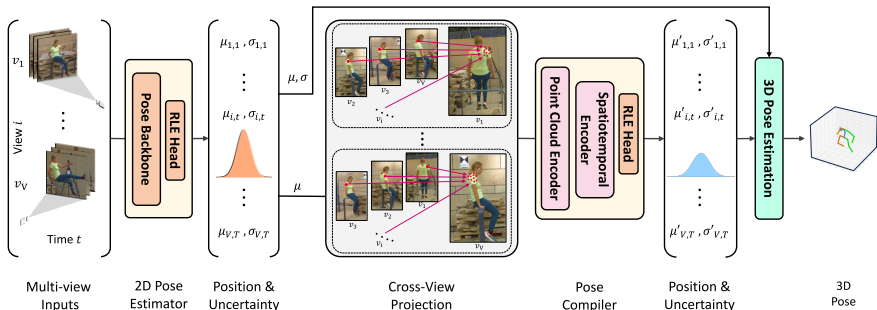 v1
View i
vV
Time t
Pose Backbone
RLE Head
μ1,1 , σ1,1
μi,t , σi,t
μV,T , σV,T
μ, σ
μ
v2
v3
vV
vi
v1
v3
v2
v1
vi
vV
Point Cloud Encoder
Spatiotemporal
Encoder
RLE Head
μ′1,1 , σ′1,1
μ′i,t , σ′i,t
μ′V,T , σ′V,T
3D Pose Estimation
Multi-view
Inputs
2D Pose
Estimator
Position &
Uncertainty
Cross-View
Projection
Pose
Compiler
Position &
Uncertainty
3D
Pose